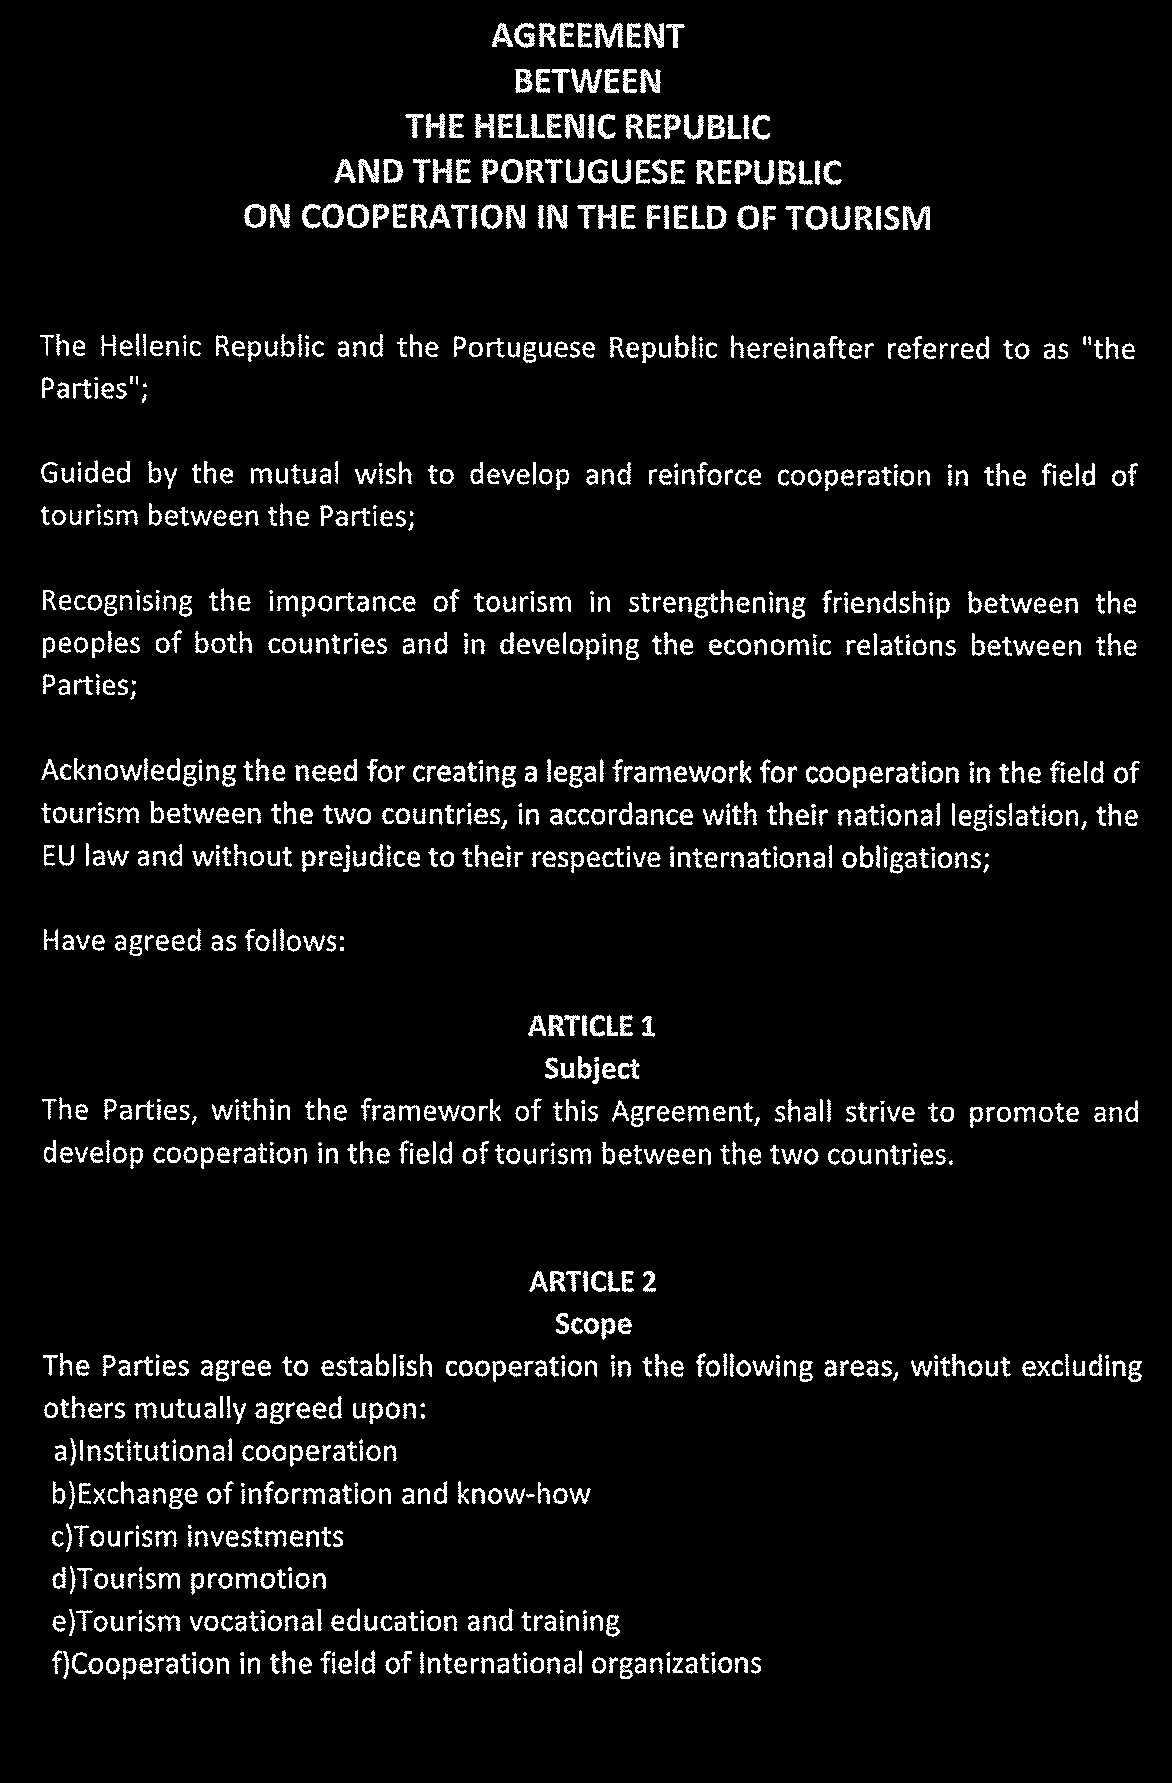 AGREEMENT
BETWEEN
THE HELLENIC REPUBLIC
AND THE PORTUGUESE REPUBLIC
ON COOPERATION IN THE FIELD OF TOURISM
The Hellenic Republic and the Portuguese Republic hereinafter referred to as "the
Parties";
Guided by the mutual wish to develop and reinforce cooperation in the field of
tourism between the Parties;
Recognising the importance of tourism in strengthening friendship between the
peoples of both countries and in developing the economic relations between the
Parties;
Acknowledging the need for creating a legal framework for cooperation in the field of
tourism between the two countries, in accordance with their national legislation, the
EU law and without prejudice to their respective international obligations;
Have agreed as follows:
ARTICLE 1
Subject
The Parties, within the framework of this Agreement, shall strive to promote and
develop cooperation in the field of tourism between the two countries.
ARTICLE 2
Scope
The Parties agree to establish cooperation in the following areas, without excluding
others mutually agreed upon:
a)Institutional cooperation
b)Exchange of information and know-how
c)Tourism investments
d)Tourism promotion
e)Tourism vocational education and training
f)Cooperation in the field of International organizations